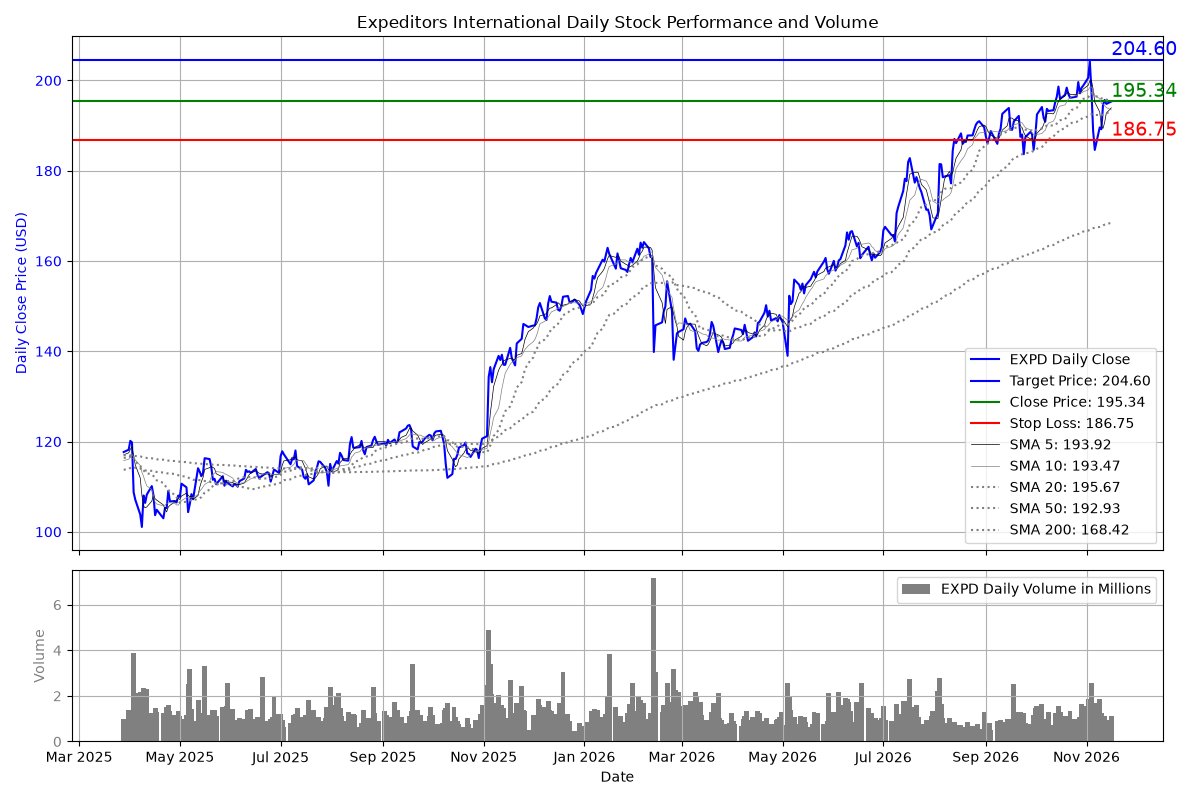 Expeditors International Daily Stock Performance and Volume
204.60
195.34
186.75
200
180
160
140
120
100
Daily Close Price (USD)
EXPD Daily Close
Target Price: 204.60
Close Price: 195.34
Stop Loss: 186.75
SMA 5: 193.92
SMA 10: 193.47
SMA 20: 195.67
SMA 50: 192.93
SMA 200: 168.42
EXPD Daily Volume in Millions
6
4
2
0
Volume
Mar 2025 May 2025 Jul 2025 Sep 2025 Nov 2025 Jan 2026 Mar 2026 May 2026 Jul 2026 Sep 2026 Nov 2026
Date